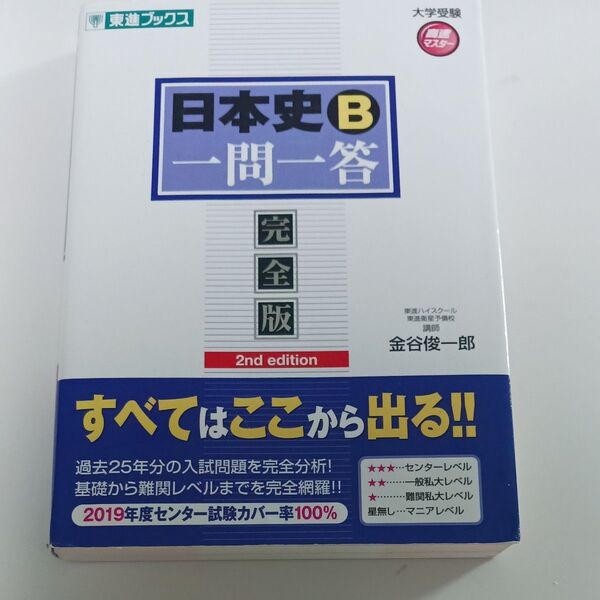 東進ブックス
大学受験
高速
マスター
日本史B
一問一答
完全版
2nd edition
東進ハイスクール
東進衛星予備校
講師
金谷俊一郎
すべてはここから出る!!
過去25年分の入試問題を完全分析!
基礎から難関レベルまでを完全網羅!!
2019年度センター試験カバー率100%
★★★…センターレベル
★★…一般私大レベル
★…難関私大レベル
星無し…マニアレベル